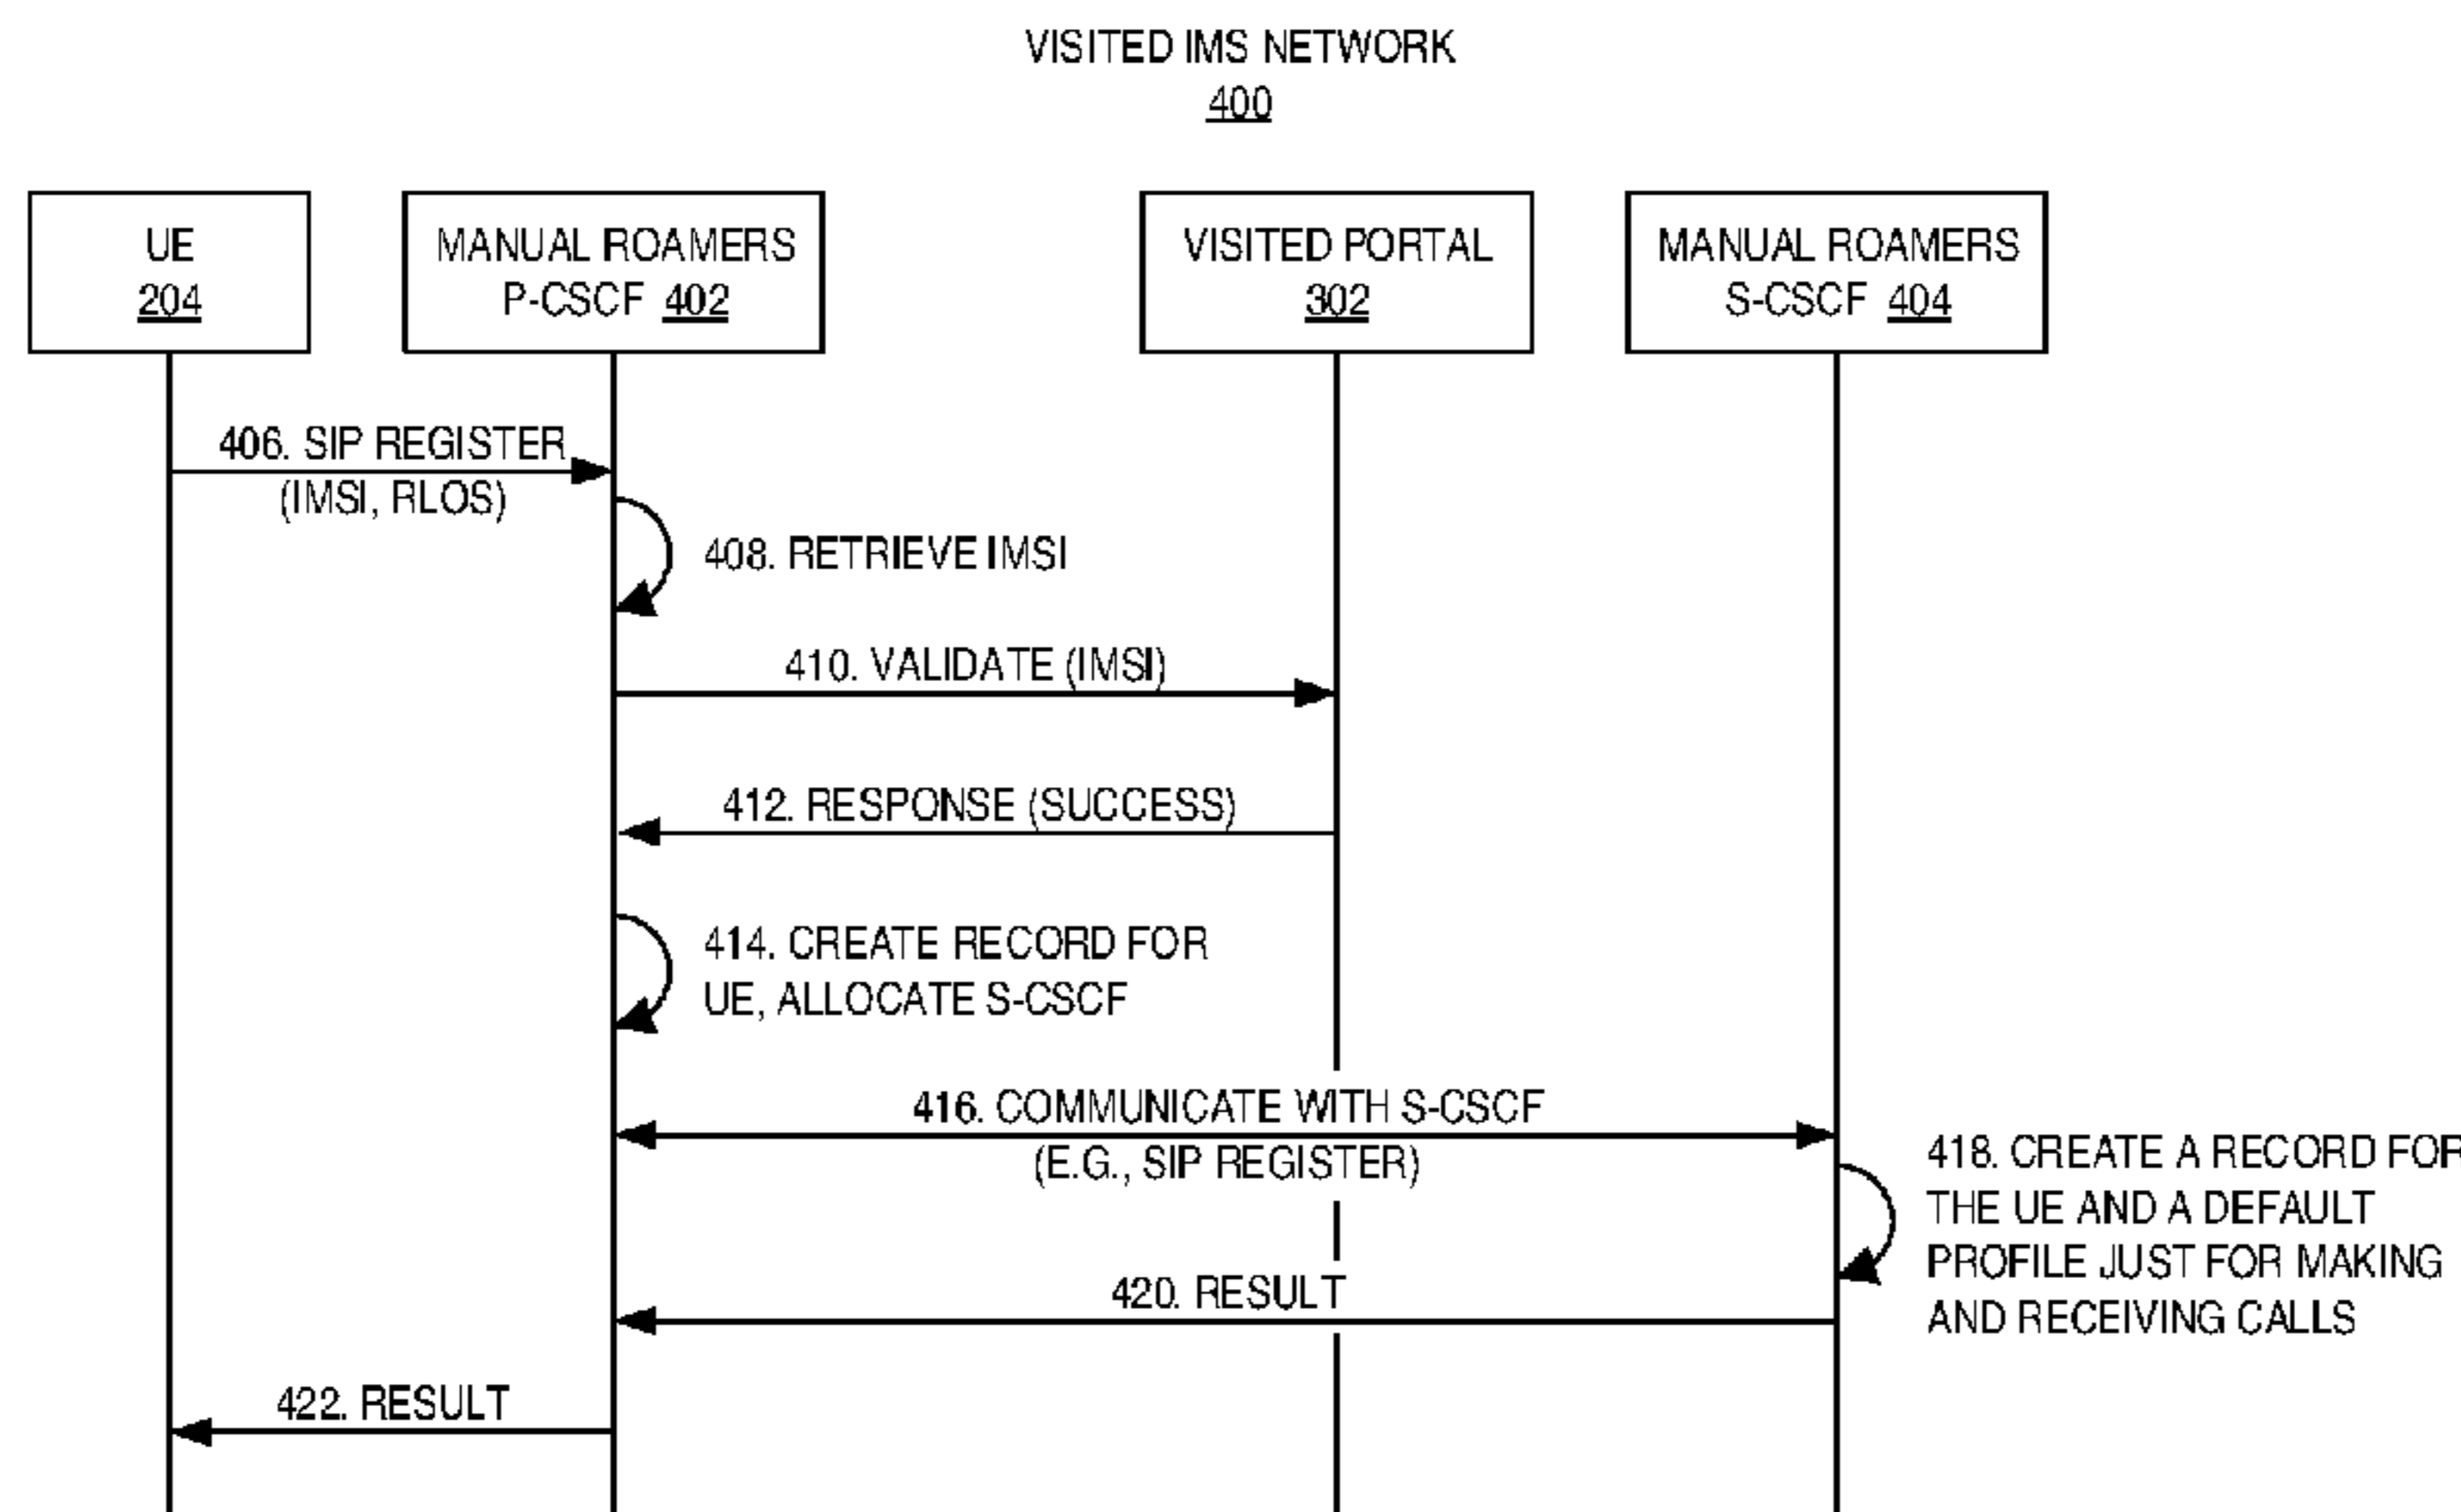 VISITED IMS NETWORK
400
UE
204
MANUAL ROAMERS
P-CSCF 402
VISITED PORTAL
302
MANUAL ROAMERS
S-CSCF 404
406. SIP REGISTER
(IMSI, RLOS)
408. RETRIEVE IMSI
410. VALIDATE (IMSI)
412. RESPONSE (SUCCESS)
414. CREATE RECORD FOR
UE, ALLOCATE S-CSCF
416. COMMUNICATE WITH S-CSCF
(E.G., SIP REGISTER)
418. CREATE A RECORD FOR
THE UE AND A DEFAULT
PROFILE JUST FOR MAKING
AND RECEIVING CALLS
420. RESULT
422. RESULT